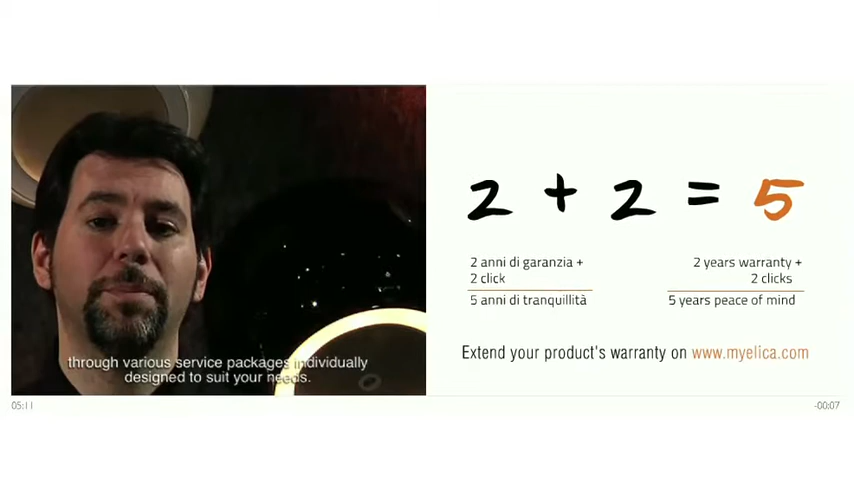 through various service packages individually
designed to suit your needs.
2 + 2 = 5
2 anni di garanzia +
2 click
5 anni di tranquillità
2 years warranty +
2 clicks
5 years peace of mind
Extend your product's warranty on www.myelica.com
05:11
-00:07